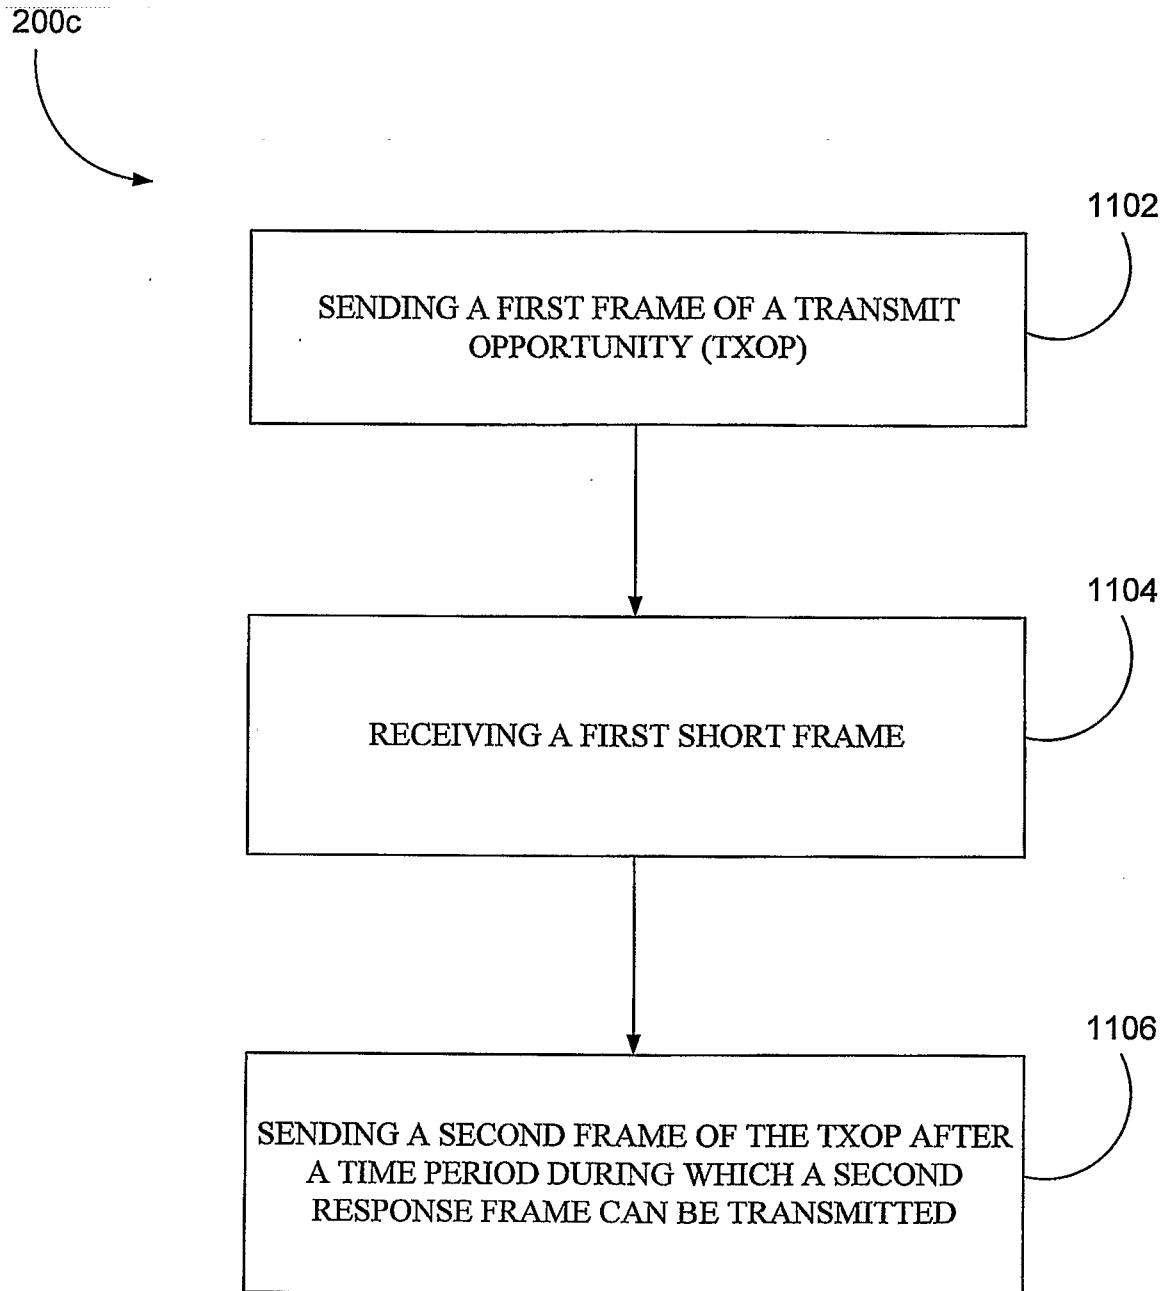 200c
1102
SENDING A FIRST FRAME OF A TRANSMIT
OPPORTUNITY (TXOP)
1104
RECEIVING A FIRST SHORT FRAME
1106
SENDING A SECOND FRAME OF THE TXOP AFTER
A TIME PERIOD DURING WHICH A SECOND
RESPONSE FRAME CAN BE TRANSMITTED